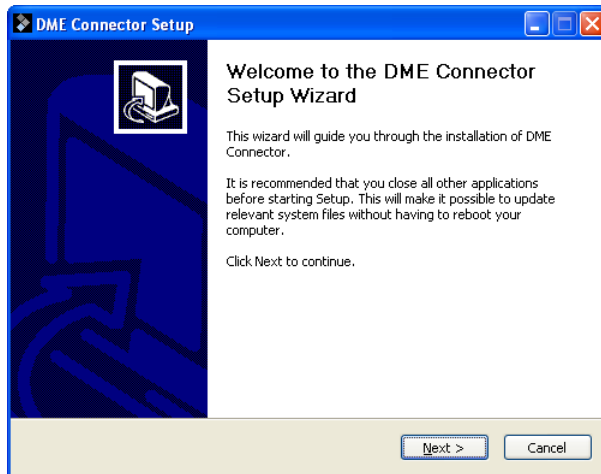 DME Connector Setup
Welcome to the DME Connector
Setup Wizard
This wizard will guide you through the installation of DME
Connector.
It is recommended that you close all other applications
before starting Setup. This will make it possible to update
relevant system files without having to reboot your
computer.
Click Next to continue.
Next >
Cancel